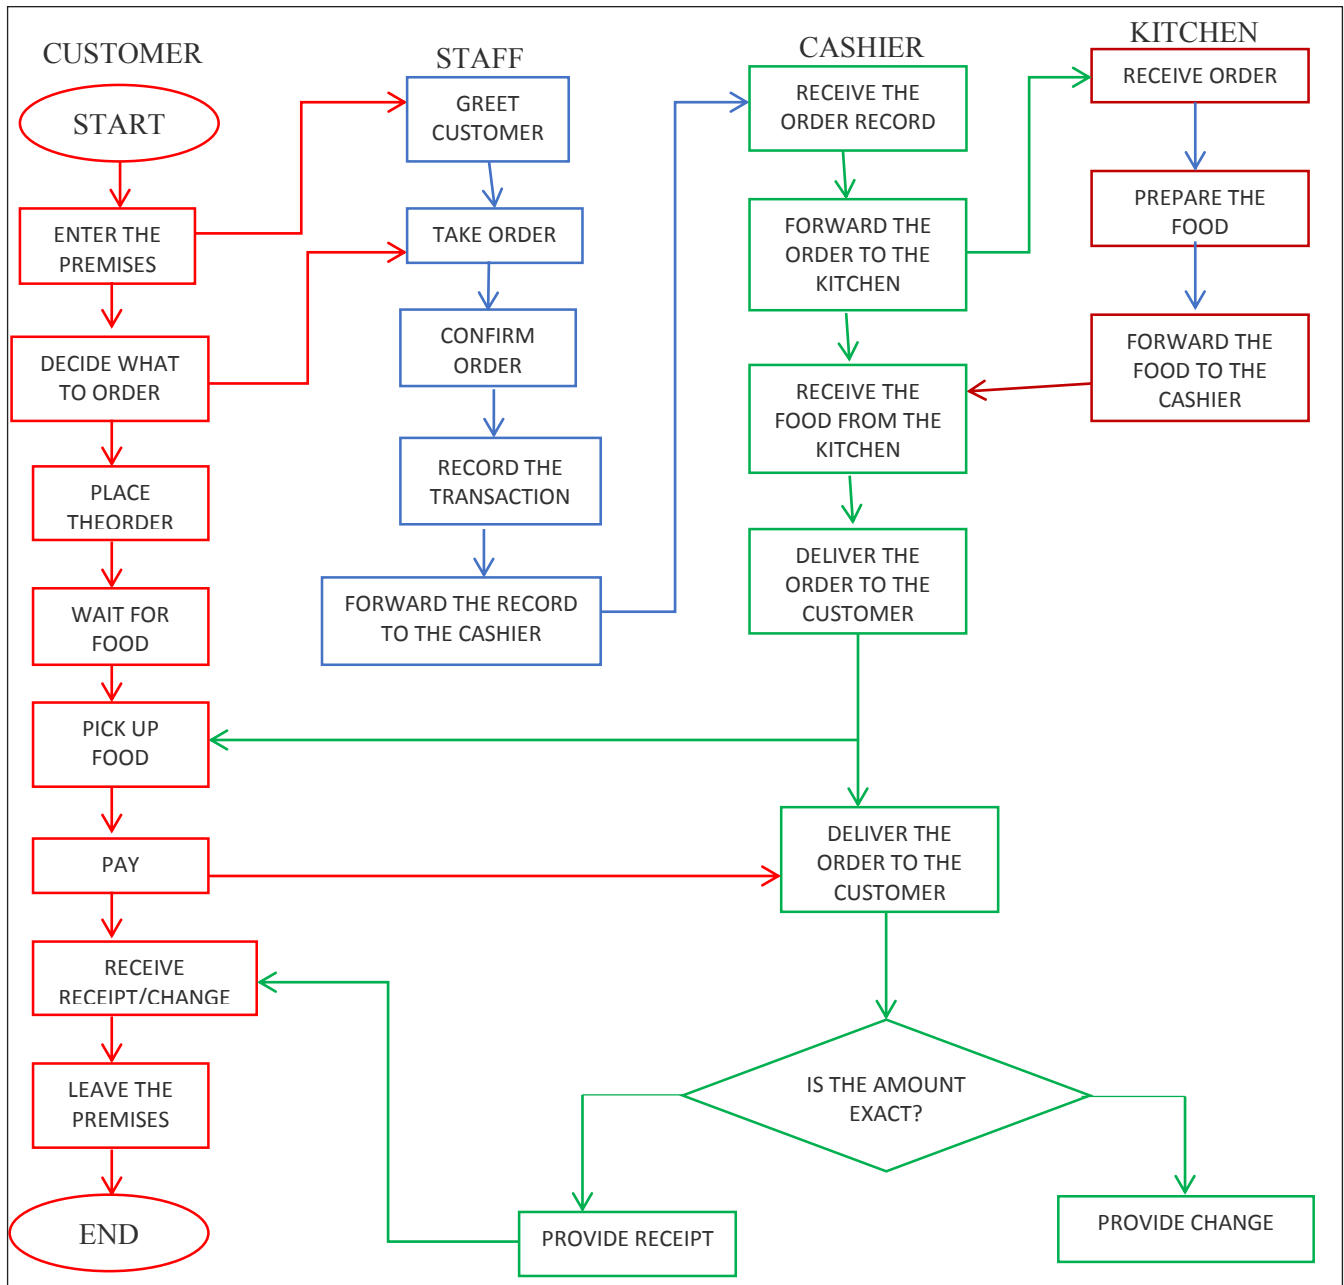 CUSTOMER
START
ENTER THE
PREMISES
DECIDE WHAT
TO ORDER
PLACE
THEORDER
WAIT FOR
FOOD
PICK UP
FOOD
PAY
RECEIVE
RECEIPT/CHANGE
LEAVE THE
PREMISES
END
STAFF
GREET
CUSTOMER
TAKE ORDER
CONFIRM
ORDER
RECORD THE
TRANSACTION
FORWARD THE RECORD
TO THE CASHIER
CASHIER
RECEIVE THE
ORDER RECORD
FORWARD THE
ORDER TO THE
KITCHEN
RECEIVE THE
FOOD FROM THE
KITCHEN
DELIVER THE
ORDER TO THE
CUSTOMER
DELIVER THE
ORDER TO THE
CUSTOMER
IS THE AMOUNT
EXACT?
PROVIDE RECEIPT
PROVIDE CHANGE
KITCHEN
RECEIVE ORDER
PREPARE THE
FOOD
FORWARD THE
FOOD TO THE
CASHIER